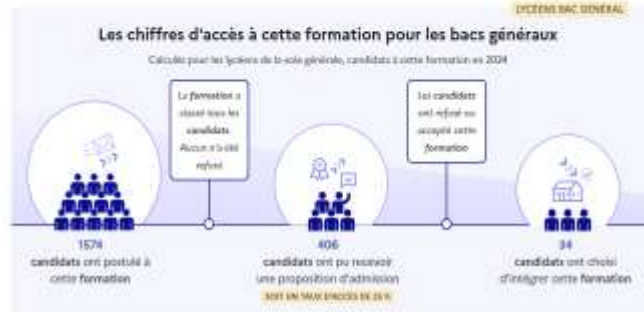 LYCÉENS BAC GÉNÉRAL
Les chiffres d'accès à cette formation pour les bacs généraux
Calculés pour les lycéens de la voie générale, candidats à cette formation en 2024
La formation a
classé tous les
candidats.
Aucun n'a été
refusé
Les candidats
ont refusé ou
accepté cette
formation
1574
candidats ont postulé à
cette formation
406
candidats ont pu recevoir
une proposition d'admission
SOIT UN TAUX D'ACCÈS DE 26 %
34
candidats ont choisi
d'intégrer cette formation